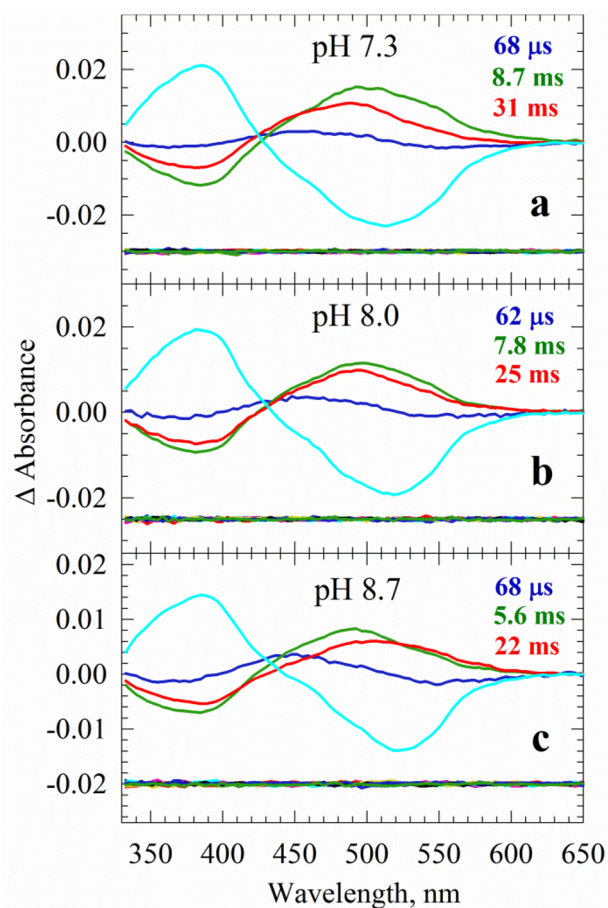 pH 7.3
68 µs
8.7 ms
31 ms
0.02
0.00
-0.02
a
pH 8.0
62 µs
7.8 ms
25 ms
0.02
0.00
-0.02
b
Δ Absorbance
pH 8.7
68 µs
5.6 ms
22 ms
0.02
0.01
0.00
-0.01
-0.02
c
350 400 450 500 550 600 650
Wavelength, nm